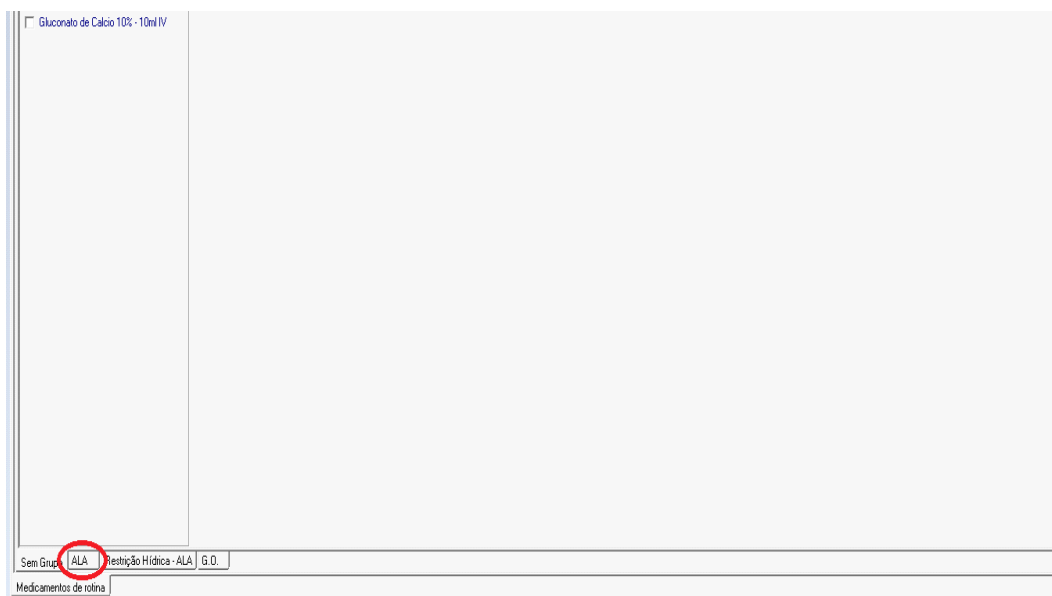 Gluconato de Calcio 10% - 10ml IV
Sem Grupo ALA Restrição Hídrica - ALA G.O.
Medicamentos de rotina